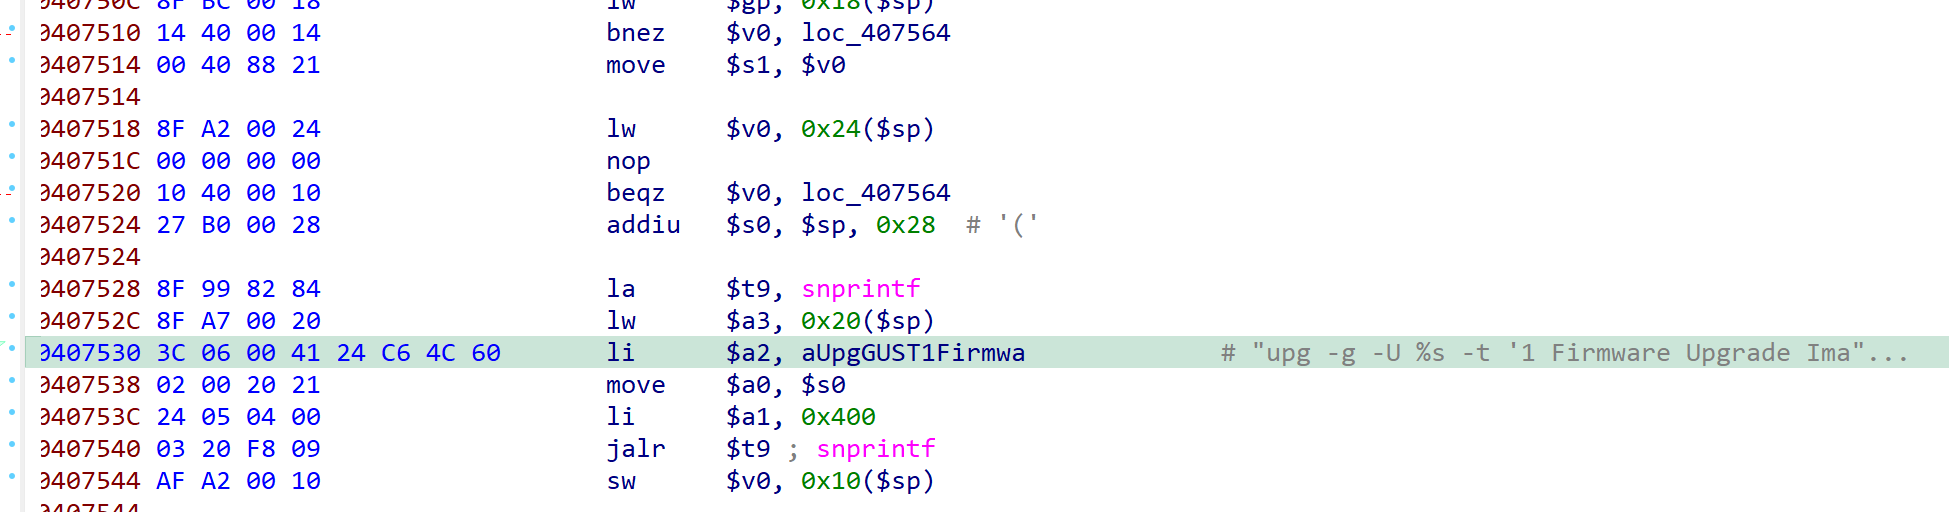 040750C 8F BC 00 18 lw $gp, 0x18($sp)
0407510 14 40 00 14 bnez $v0, loc_407564
0407514 00 40 88 21 move $s1, $v0
0407514
0407518 8F A2 00 24 lw $v0, 0x24($sp)
040751C 00 00 00 00 nop
0407520 10 40 00 10 beqz $v0, loc_407564
0407524 27 B0 00 28 addiu $s0, $sp, 0x28 # '('
0407524
0407528 8F 99 82 84 la $t9, snprintf
040752C 8F A7 00 20 lw $a3, 0x20($sp)
0407530 3C 06 00 41 24 C6 4C 60 li $a2, aUpgGUST1Firmwa # "upg -g -U %s -t '1 Firmware Upgrade Ima"...
0407538 02 00 20 21 move $a0, $s0
040753C 24 05 04 00 li $a1, 0x400
0407540 03 20 F8 09 jalr $t9 ; snprintf
0407544 AF A2 00 10 sw $v0, 0x10($sp)
0407544